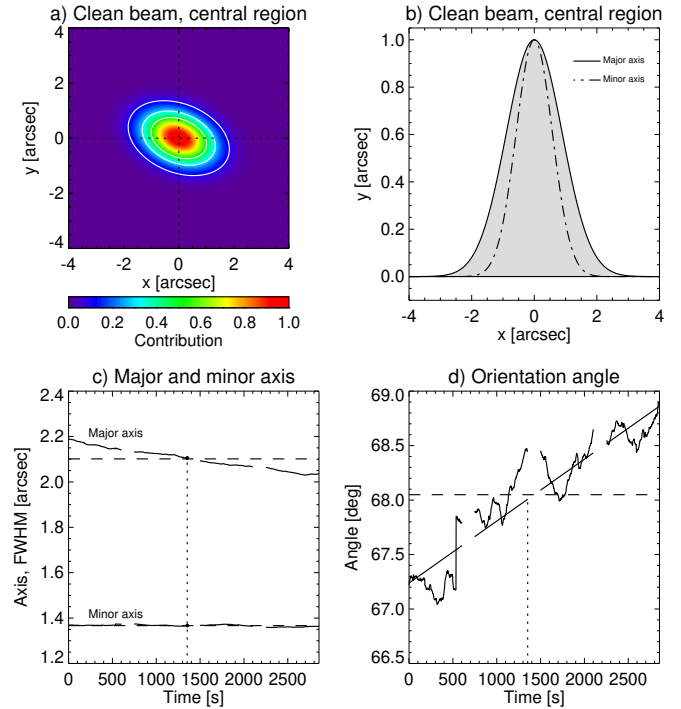 a) Clean beam, central region
4
2
0
-2
-4
y [arcsec]
-4 -2 0 2 4
x [arcsec]
0.0 0.2 0.4 0.6 0.8 1.0
Contribution
b) Clean beam, central region
1.0
0.8
0.6
0.4
0.2
0.0
y [arcsec]
Major axis
Minor axis
-4 -2 0 2 4
x [arcsec]
c) Major and minor axis
2.4
2.2
2.0
1.8
1.6
1.4
1.2
Axis, FWHM [arcsec]
Major axis
Minor axis
0 500 1000 1500 2000 2500
Time [s]
d) Orientation angle
69.0
68.5
68.0
67.5
67.0
66.5
Angle [deg]
0 500 1000 1500 2000 2500
Time [s]